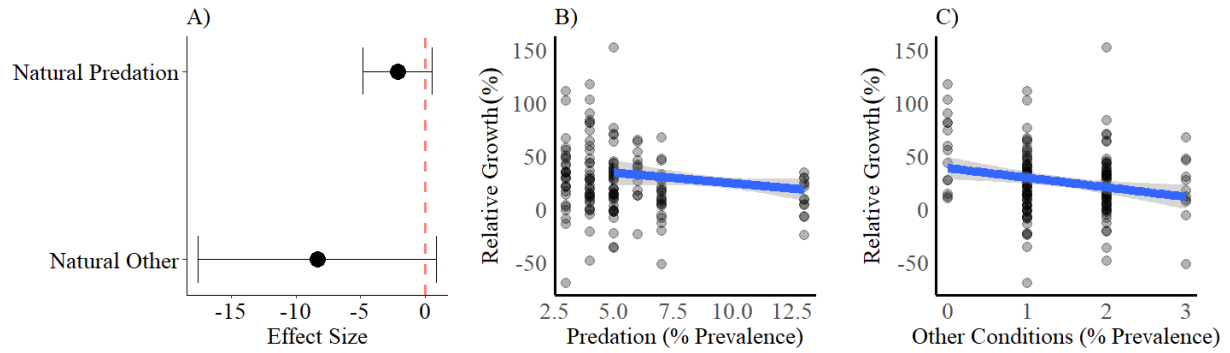 A)
Natural Predation
Natural Other
-15
-10
-5
0
Effect Size
B)
Relative Growth (%)
150
100
50
0
-50
2.5
5.0
7.5
10.0
12.5
Predation (% Prevalence)
C)
Relative Growth (%)
150
100
50
0
-50
0
1
2
3
Other Conditions (% Prevalence)